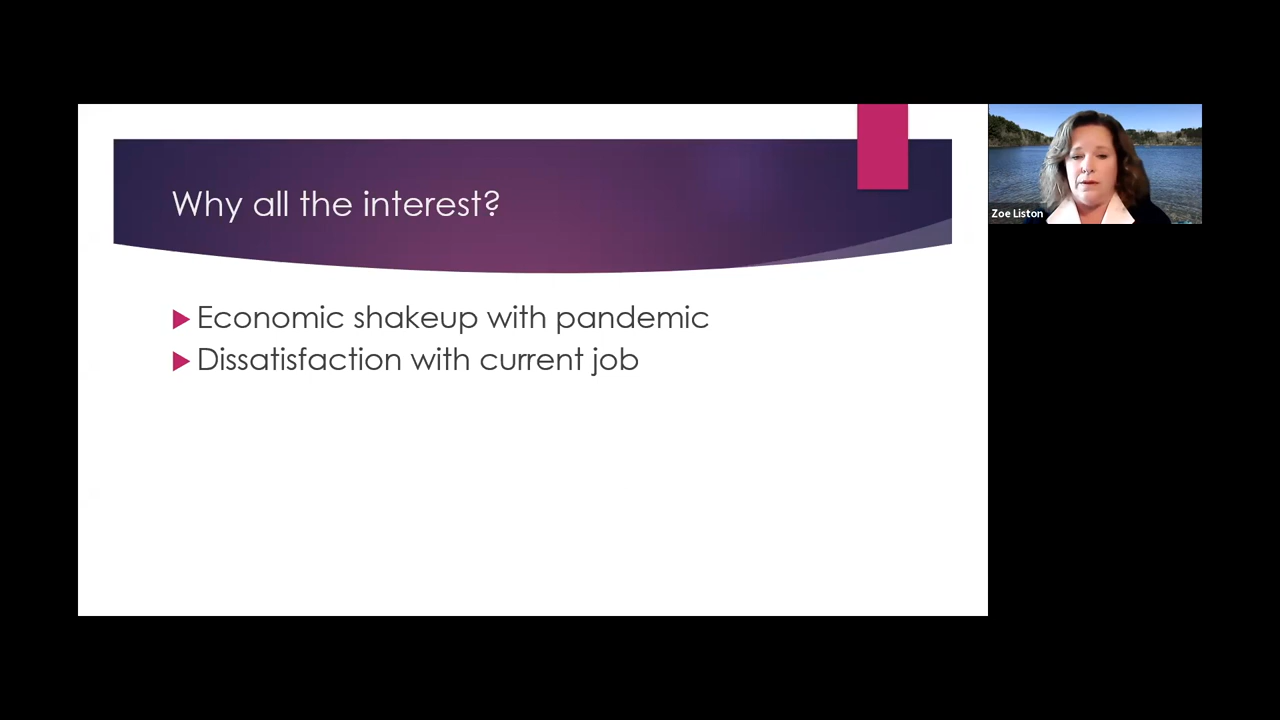 Why all the interest?
Economic shakeup with pandemic
Dissatisfaction with current job
Zoe Liston